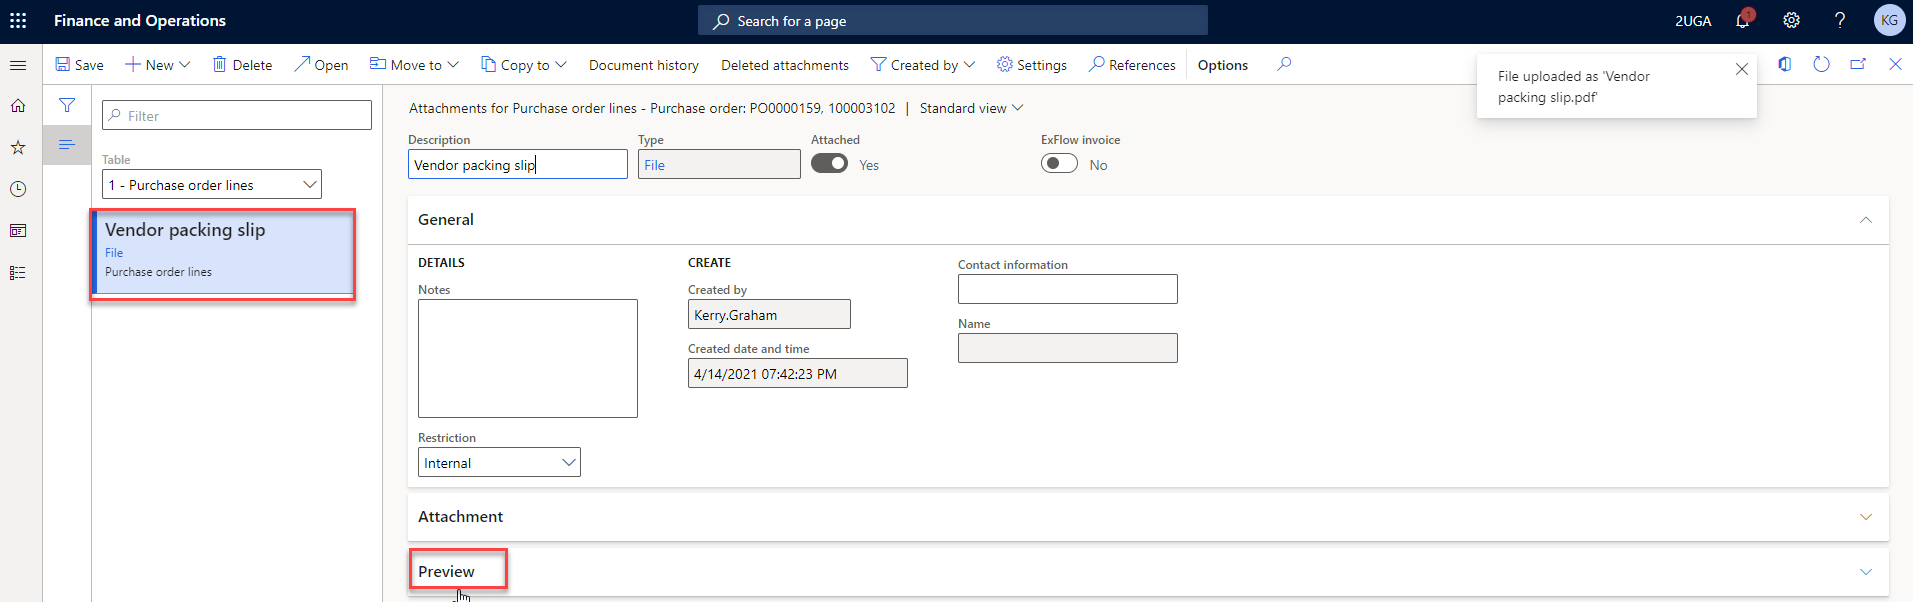 Finance and Operations
Search for a page
2UGA
1
?
KG
Save
New
Delete
Open
Move to
Copy to
Document history
Deleted attachments
Created by
Settings
References
Options
File uploaded as 'Vendor
packing slip.pdf'
Filter
Table
1 - Purchase order lines
Vendor packing slip
File
Purchase order lines
Attachments for Purchase order lines - Purchase order: PO0000159, 100003102 | Standard view
Description
Vendor packing slip
Type
File
Attached
Yes
ExFlow invoice
No
General
DETAILS
Notes
Restriction
Internal
CREATE
Created by
Kerry.Graham
Created date and time
4/14/2021 07:42:23 PM
Contact information
Name
Attachment
Preview